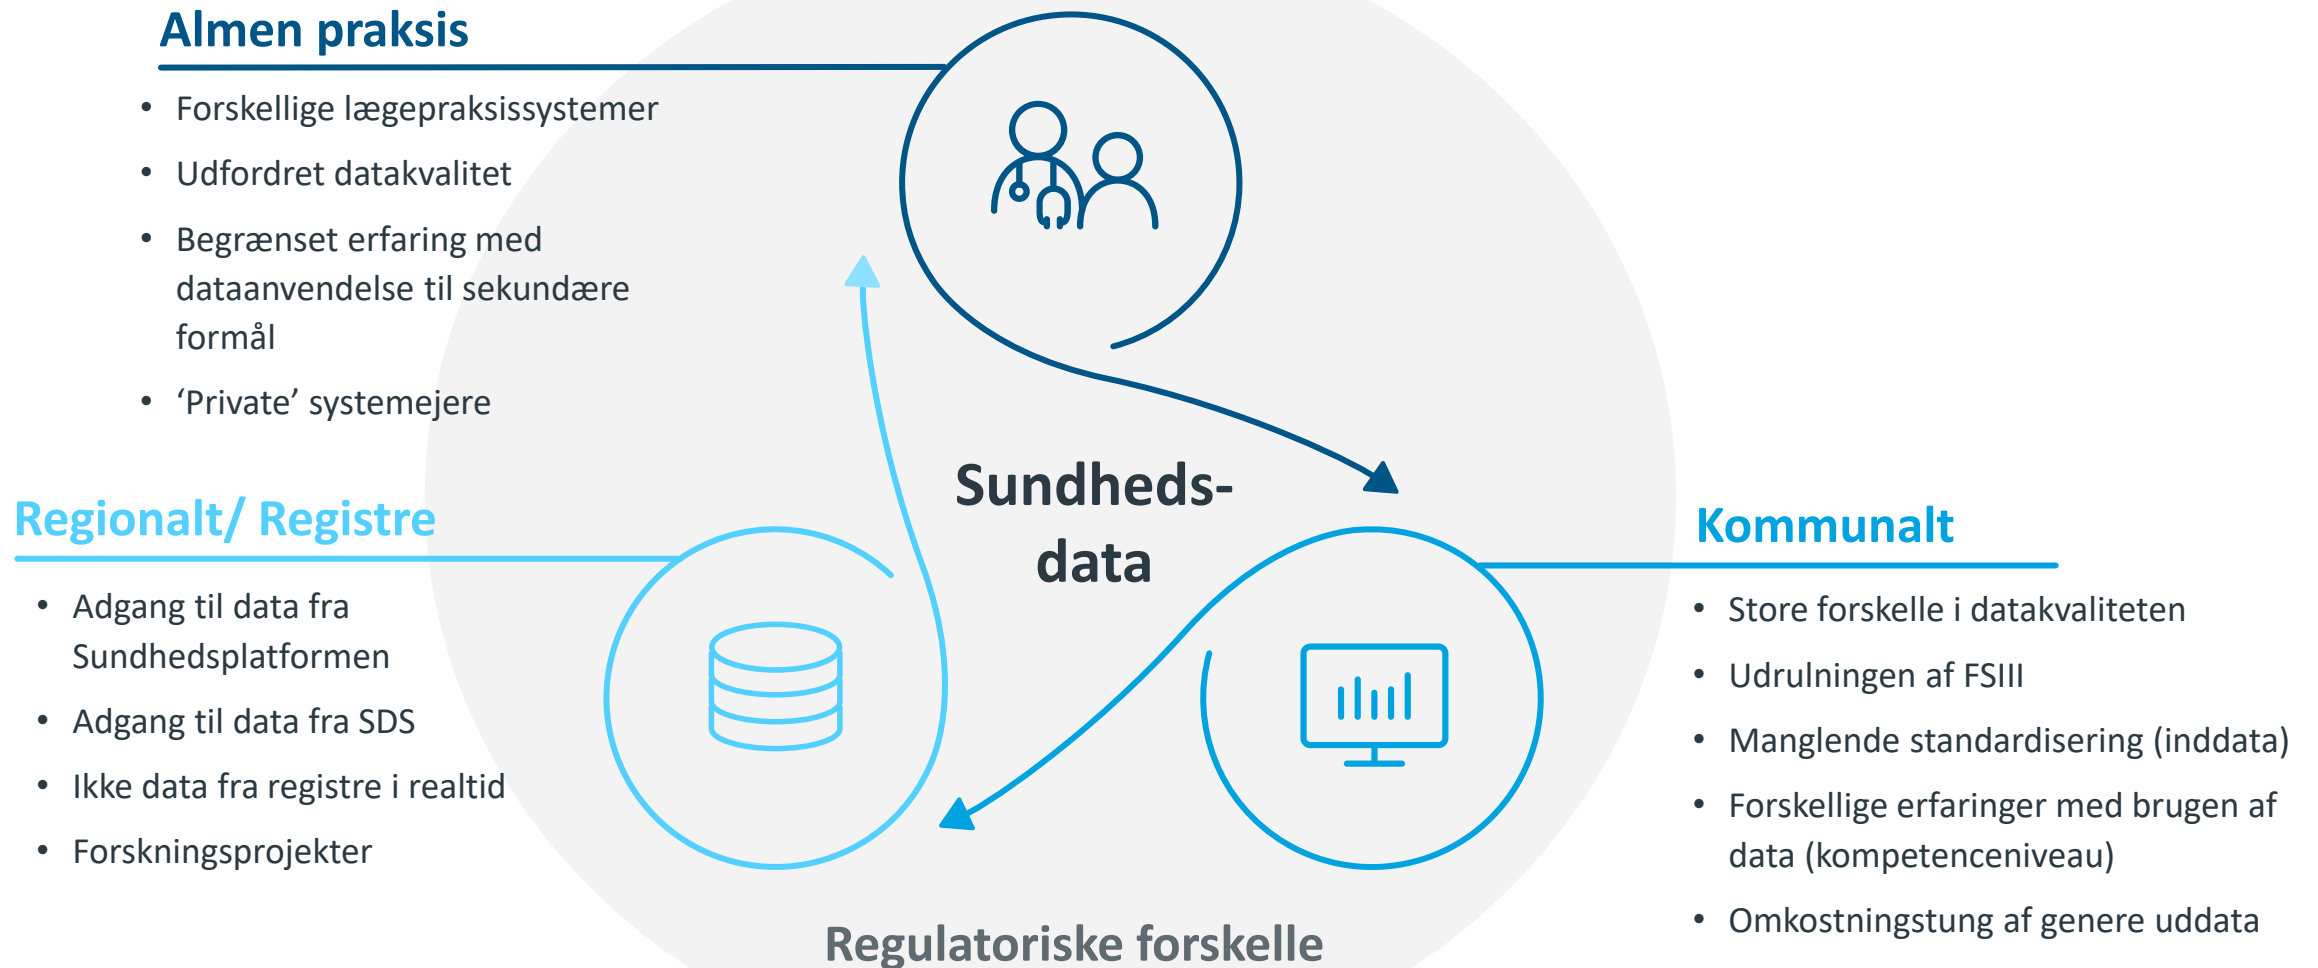 Almen praksis
• Forskellige lægepraksissystemer
• Udfordret datakvalitet
• Begrænset erfaring med
dataanvendelse til sekundære
formål
• ‘Private’ systemejere
Sundheds-
data
Regionalt/ Registre
• Adgang til data fra
Sundhedsplatformen
• Adgang til data fra SDS
• Ikke data fra registre i realtid
• Forskningsprojekter
Kommunalt
• Store forskelle i datakvaliteten
• Udrulningen af FSIII
• Manglende standardisering (inddata)
• Forskellige erfaringer med brugen af
data (kompetenceniveau)
• Omkostningstung af genere uddata
Regulatoriske forskelle